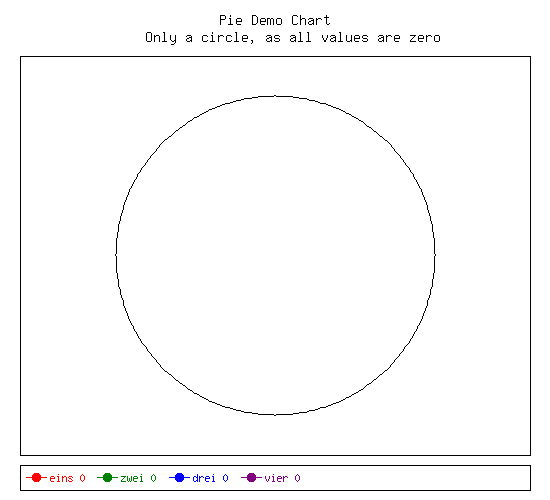 Pie Demo Chart
Only a circle, as all values are zero
eins 0 zwei 0 drei 0 vier 0